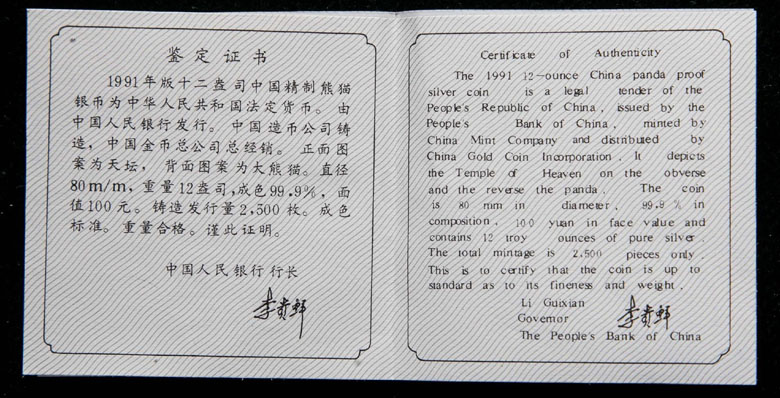 鉴定证书
1991年版十二盎司中国精制熊猫
银币为中华人民共和国法定货币。由
中国人民银行发行。中国造币公司铸
造，中国金币总公司总经销。正面图
案为天坛，背面图案为大熊猫。直径
80m/m，重量12盎司，成色99.9%，面
值100元。铸造发行量2,500枚。成色
标准。重量合格。谨此证明。
中国人民银行行长
李贵鲜
Certificate of Authenticity
The 1991 12-ounce China panda proof
silver coin is a legal tender of the
People's Republic of China, issued by the
People's Bank of China, minted by
China Mint Company and distributed by
China Gold Coin Incorporation. It depicts
the Temple of Heaven on the obverse
and the reverse the panda. The coin
is 80 mm in diameter, 99.9 % in
composition, 100 yuan in face value and
contains 12 troy ounces of pure silver.
The total mintage is 2,500 pieces only.
This is to certify that the coin is up to
standard as to its fineness and weight.
Li Guixian
Governor 李贵鲜
The People's Bank of China